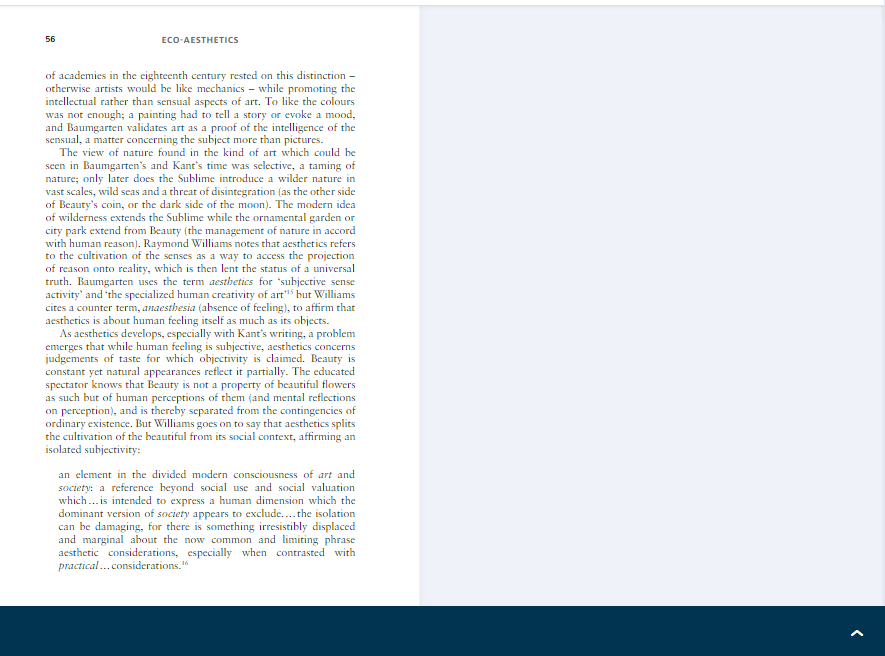 56
ECO-AESTHETICS
of academies in the eighteenth century rested on this distinction –
otherwise artists would be like mechanics – while promoting the
intellectual rather than sensual aspects of art. To like the colours
was not enough; a painting had to tell a story or evoke a mood,
and Baumgarten validates art as a proof of the intelligence of the
sensual, a matter concerning the subject more than pictures.
The view of nature found in the kind of art which could be
seen in Baumgarten’s and Kant’s time was selective, a taming of
nature; only later does the Sublime introduce a wilder nature in
vast scales, wild seas and a threat of disintegration (as the other side
of Beauty’s coin, or the dark side of the moon). The modern idea
of wilderness extends the Sublime while the ornamental garden or
city park extend from Beauty (the management of nature in accord
with human reason). Raymond Williams notes that aesthetics refers
to the cultivation of the senses as a way to access the projection
of reason onto reality, which is then lent the status of a universal
truth. Baumgarten uses the term aesthetics for ‘subjective sense
activity’ and ‘the specialized human creativity of art’¹⁵ but Williams
cites a counter term, anaesthesia (absence of feeling), to affirm that
aesthetics is about human feeling itself as much as its objects.
As aesthetics develops, especially with Kant’s writing, a problem
emerges that while human feeling is subjective, aesthetics concerns
judgements of taste for which objectivity is claimed. Beauty is
constant yet natural appearances reflect it partially. The educated
spectator knows that Beauty is not a property of beautiful flowers
as such but of human perceptions of them (and mental reflections
on perception), and is thereby separated from the contingencies of
ordinary existence. But Williams goes on to say that aesthetics splits
the cultivation of the beautiful from its social context, affirming an
isolated subjectivity:
an element in the divided modern consciousness of art and
society: a reference beyond social use and social valuation
which … is intended to express a human dimension which the
dominant version of society appears to exclude.… the isolation
can be damaging, for there is something irresistibly displaced
and marginal about the now common and limiting phrase
aesthetic considerations, especially when contrasted with
practical … considerations.¹⁶